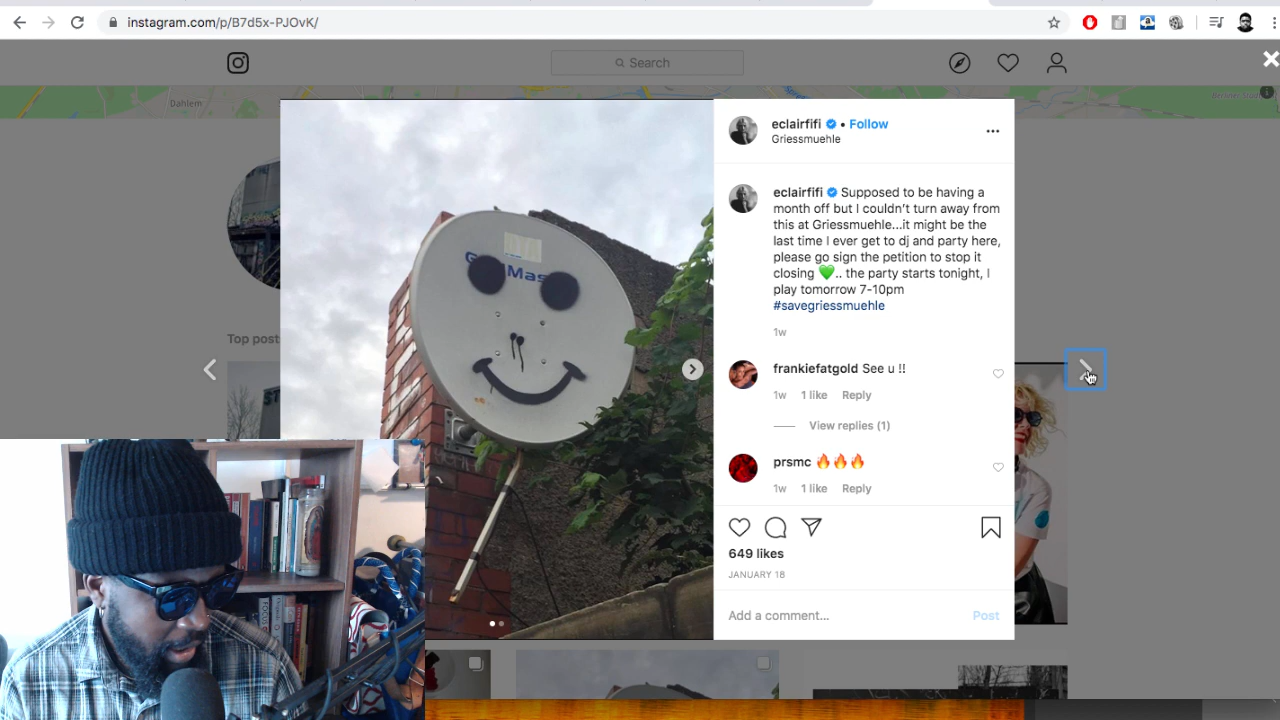 instagram.com/p/B7d5x-PJOvK/
Search
Dahlem
eclairfifi • Follow
Griessmuehle
eclairfifi Supposed to be having a
month off but I couldn't turn away from
this at Griessmuehle...it might be the
last time I ever get to dj and party here,
please go sign the petition to stop it
closing 💚.. the party starts tonight, I
play tomorrow 7-10pm
#savegriessmuehle
1w
Top post
frankiefatgold See u !!
1w 1 like Reply
View replies (1)
prsmc 🔥🔥🔥
1w 1 like Reply
649 likes
JANUARY 18
Add a comment...
Post